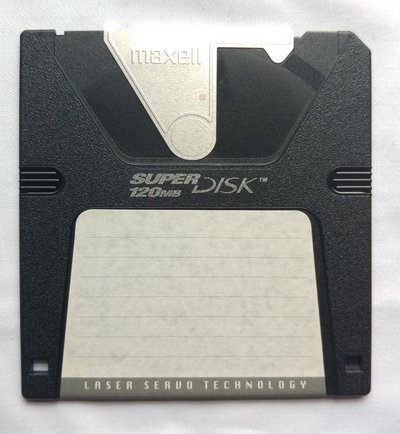 maxell
SUPER DISK™
120MB
LASER SERVO TECHNOLOGY